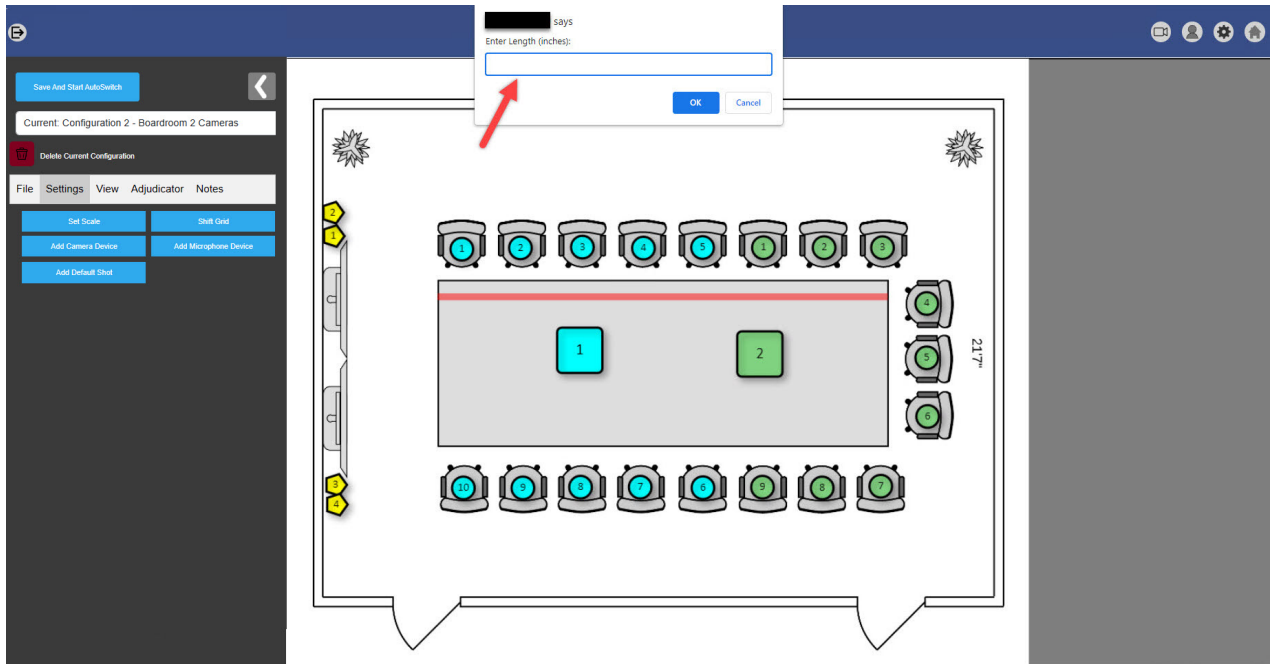 says
Enter Length (inches):
OK Cancel
Save And Start AutoSwitch
Current: Configuration 2 - Boardroom 2 Cameras
Delete Current Configuration
File Settings View Adjudicator Notes
Set Scale Shift Grid
Add Camera Device Add Microphone Device
Add Default Shot
2
1
1 2 3 4 5 1 2 3
4
1 2
5
21'7"
6
3
4
10 9 8 7 6 9 8 7